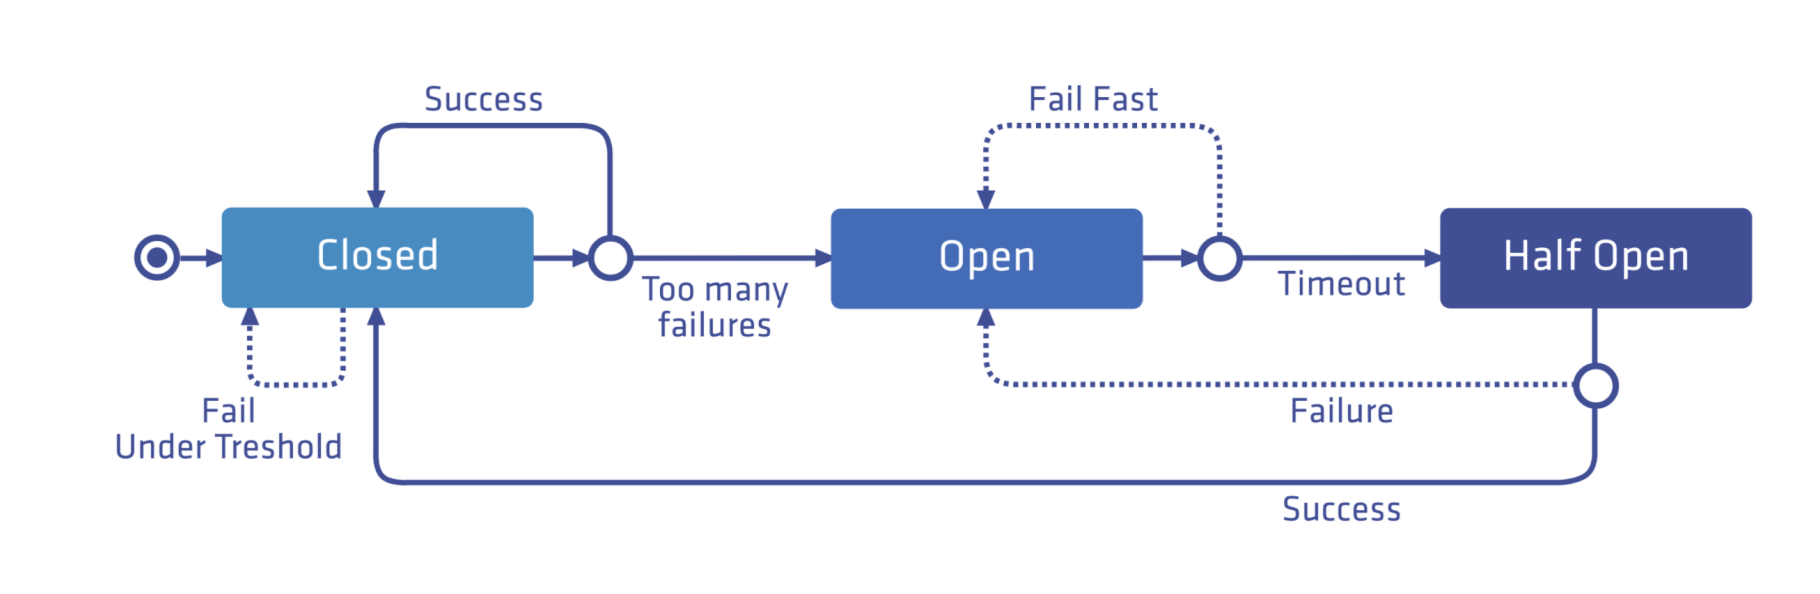 Success
Fail Fast
Closed
Open
Half Open
Too many
failures
Timeout
Fail
Under Treshold
Failure
Success